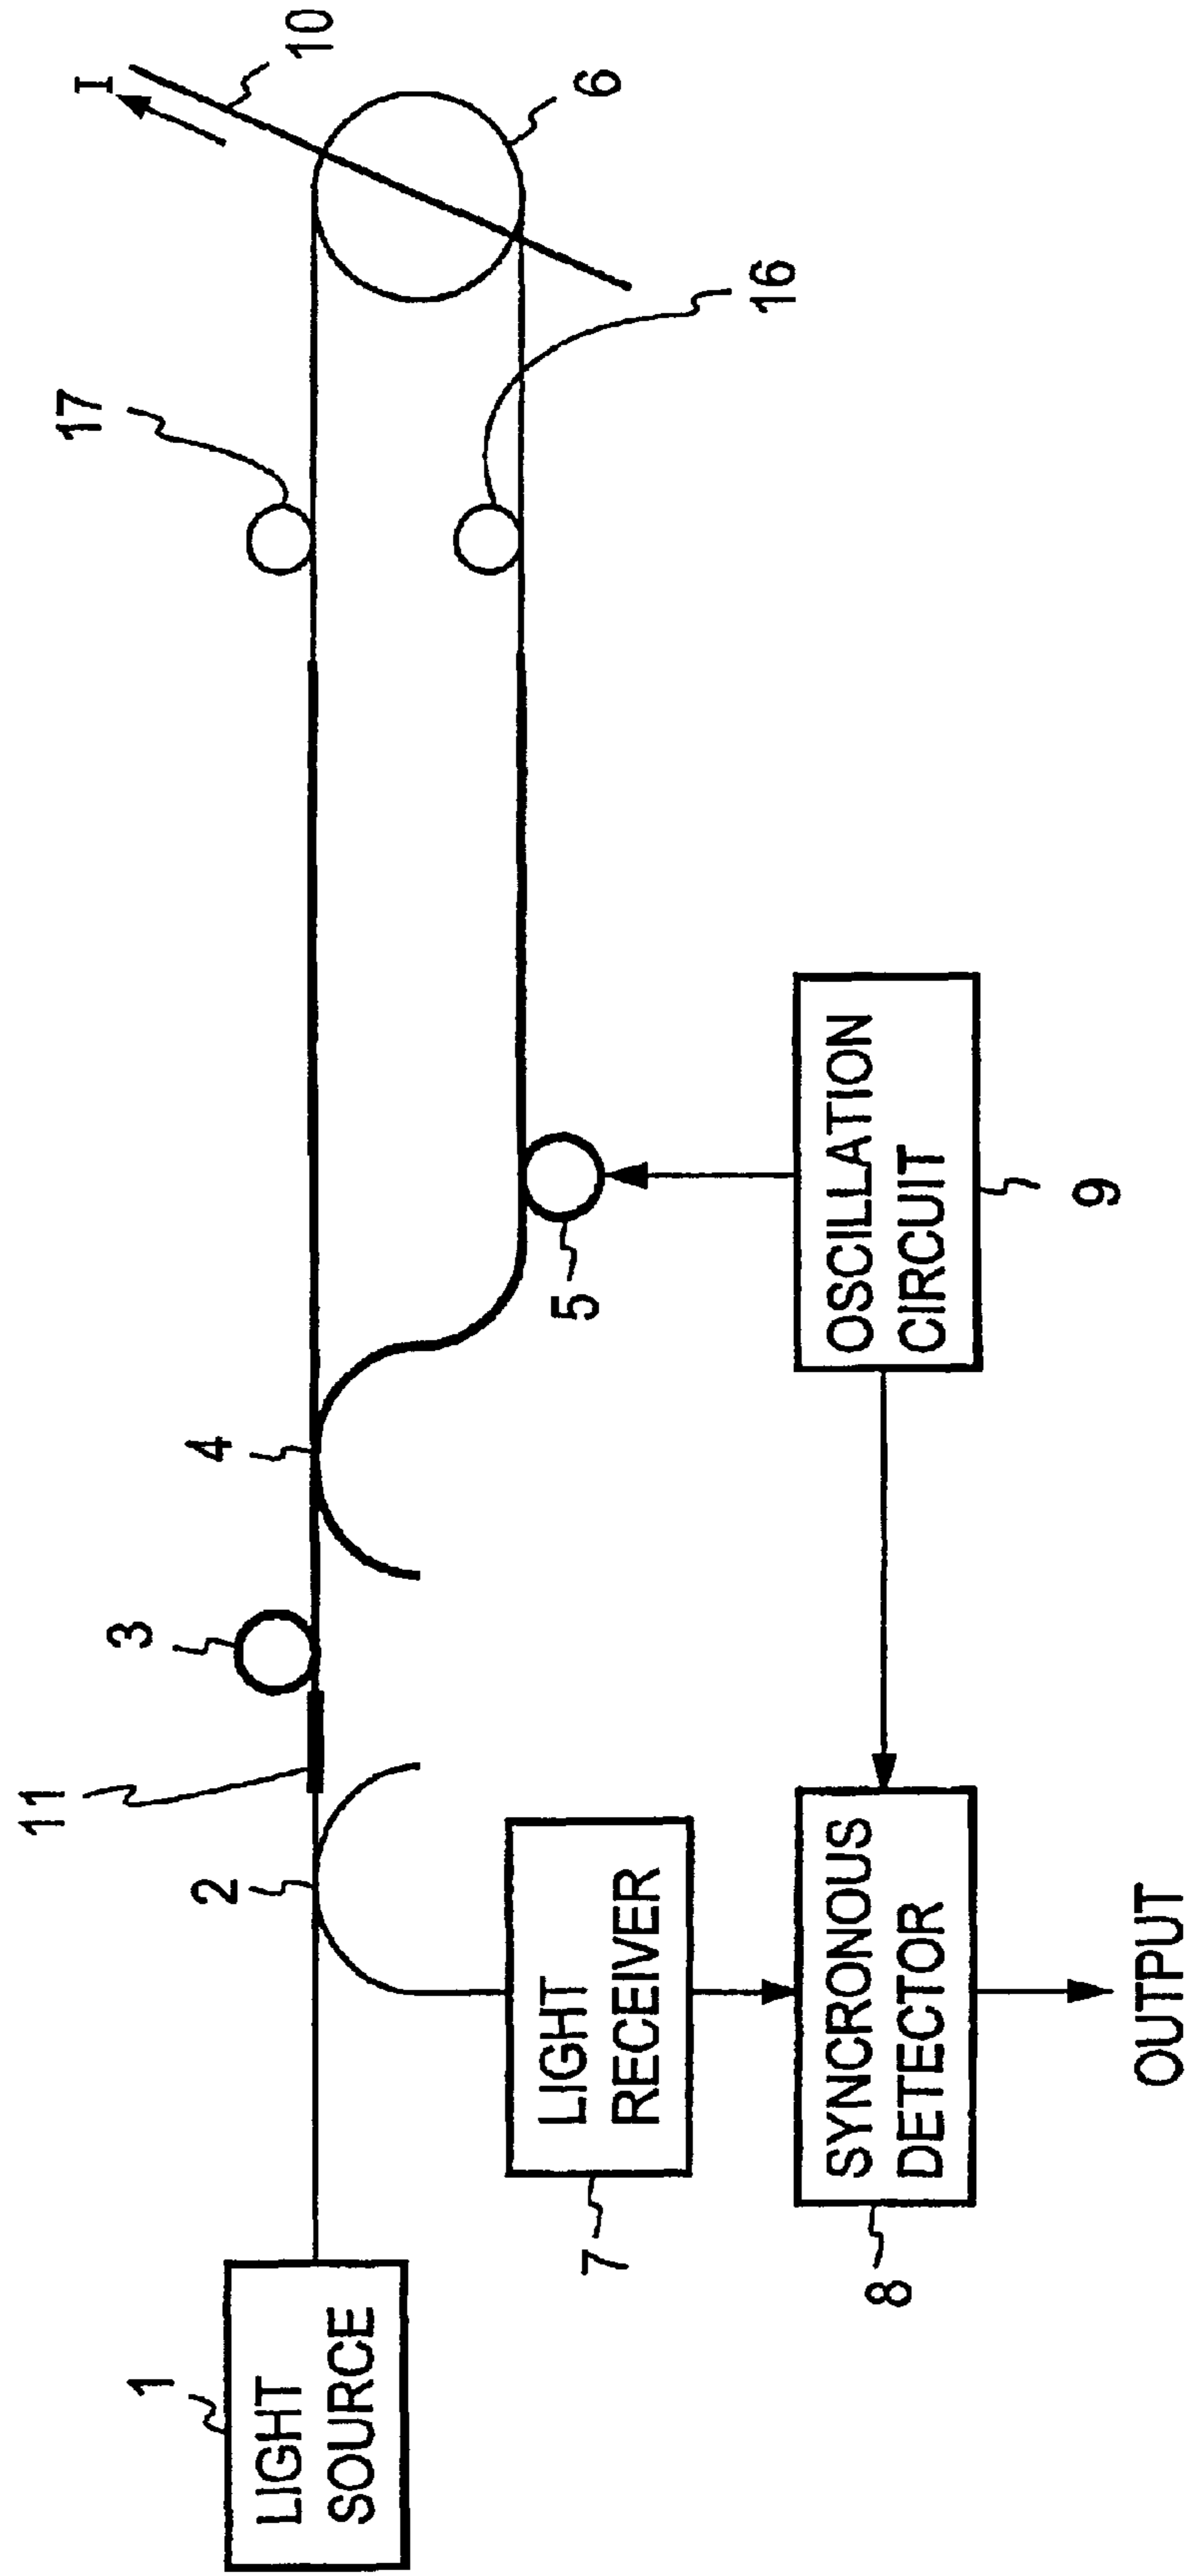 I
10
6
17
16
4
5
3
11
2
OSCILLATION
CIRCUIT
9
LIGHT
RECEIVER
7
SYNCRONOUS
DETECTOR
8
OUTPUT
1
LIGHT
SOURCE